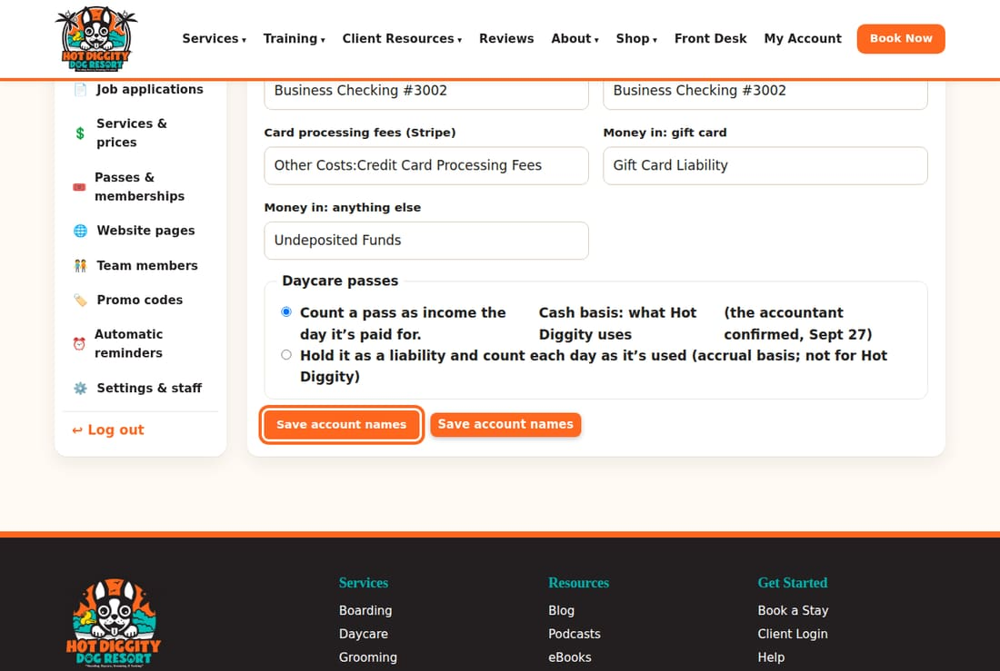 HOT DIGGITY
DOG RESORT
Services ▾
Training ▾
Client Resources ▾
Reviews
About ▾
Shop ▾
Front Desk
My Account
Book Now
Job applications
Services &
prices
Passes &
memberships
Website pages
Team members
Promo codes
Automatic
reminders
Settings & staff
↩ Log out
Business Checking #3002
Business Checking #3002
Card processing fees (Stripe)
Money in: gift card
Other Costs:Credit Card Processing Fees
Gift Card Liability
Money in: anything else
Undeposited Funds
Daycare passes
Count a pass as income the
day it’s paid for.
Cash basis: what Hot
Diggity uses
(the accountant
confirmed, Sept 27)
Hold it as a liability and count each day as it’s used (accrual basis; not for Hot
Diggity)
Save account names
Save account names
HOT DIGGITY
DOG RESORT
Services
Boarding
Daycare
Grooming
Resources
Blog
Podcasts
eBooks
Get Started
Book a Stay
Client Login
Help